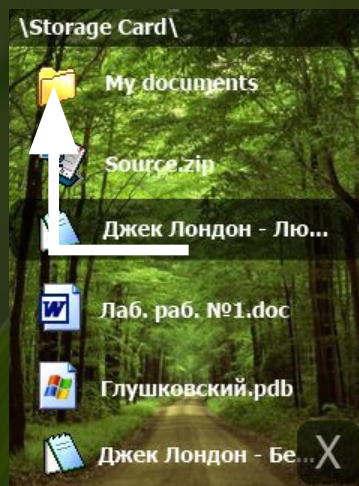 \Storage Card\
My documents
Source.zip
Джек Лондон - Лю...
Лаб. раб. №1.doc
Глушковский.pdb
Джек Лондон - Бе...
X